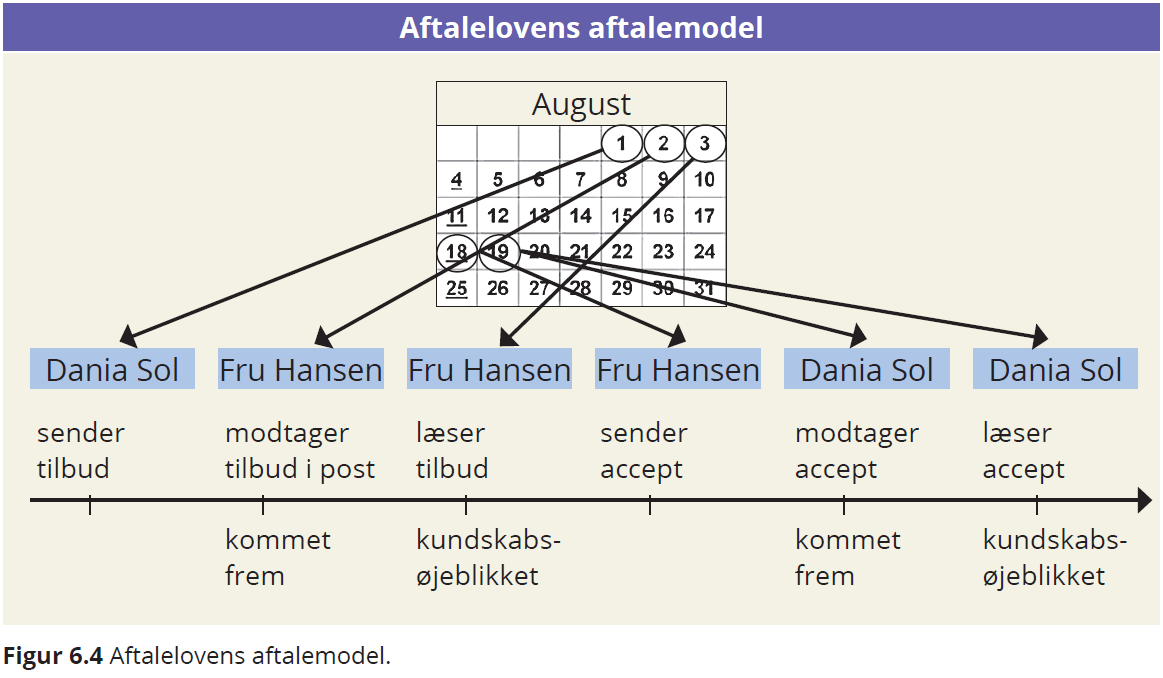 Aftalelovens aftalemodel
August
1 2 3
4 5 6 7 8 9 10
11 12 13 14 15 16 17
18 19 20 21 22 23 24
25 26 27 28 29 30 31
Dania Sol Fru Hansen Fru Hansen Fru Hansen Dania Sol Dania Sol
sender modtager læser sender modtager læser
tilbud tilbud i post tilbud accept accept accept
kommet kundskabs- kommet kundskabs-
frem øjeblikket frem øjeblikket
Figur 6.4 Aftalelovens aftalemodel.